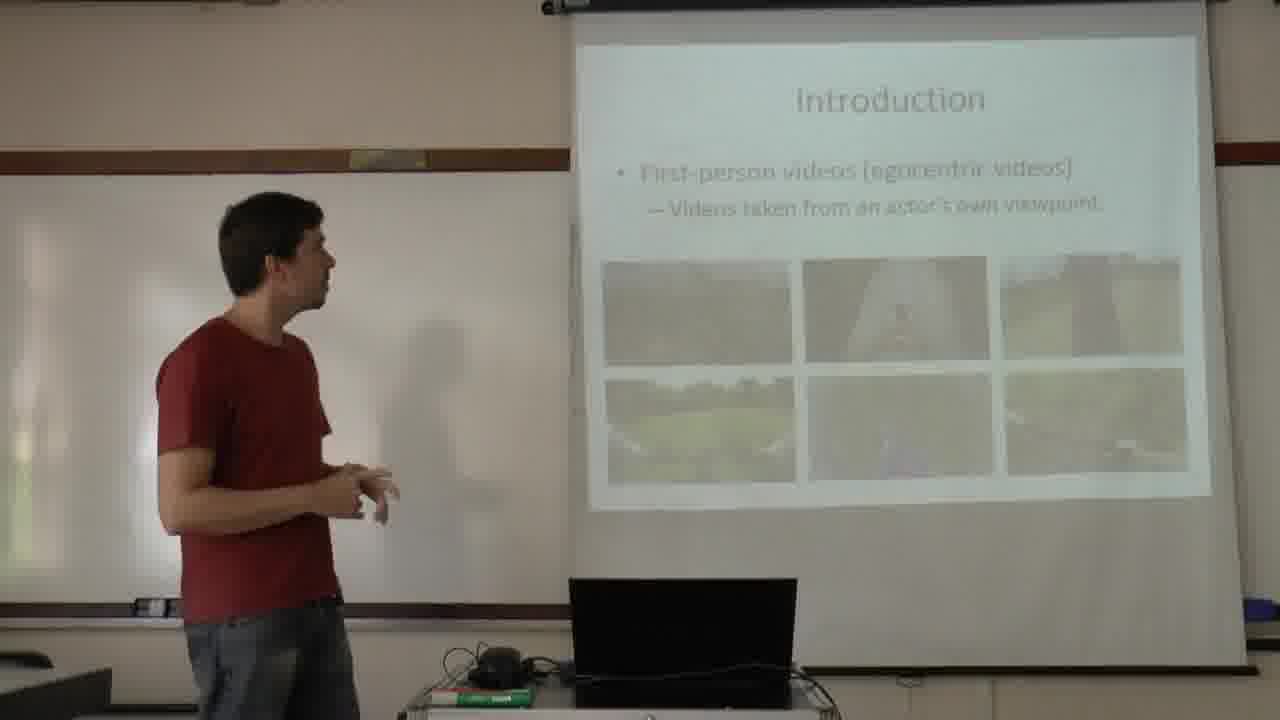 Introduction
• First-person videos (egocentric videos)
– Videos taken from an actor's own viewpoint